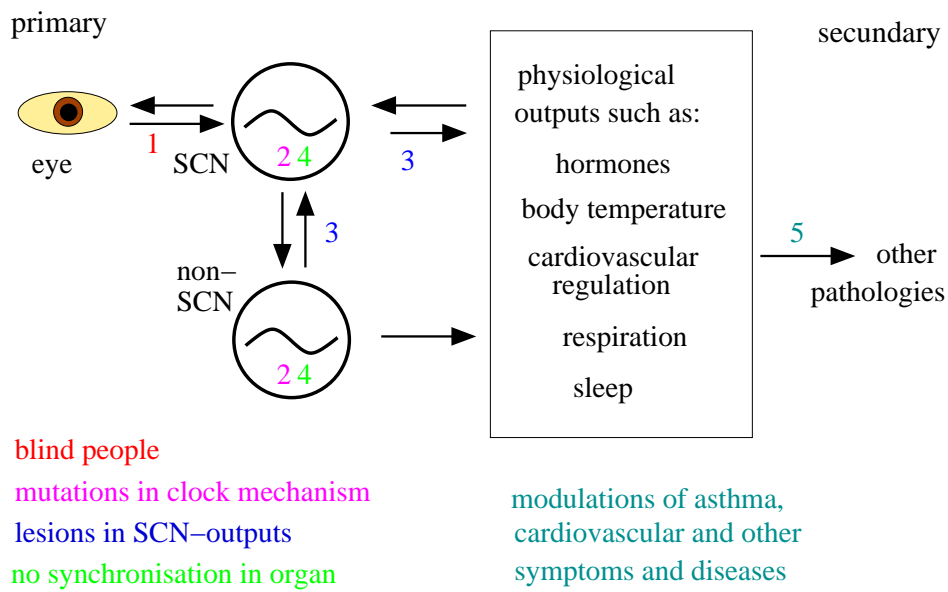 primary
secundary
eye
1
SCN
2 4
3
3
non−
SCN
2 4
physiological
outputs such as:
hormones
body temperature
cardiovascular
regulation
respiration
sleep
5
other
pathologies
blind people
mutations in clock mechanism
lesions in SCN−outputs
no synchronisation in organ
modulations of asthma,
cardiovascular and other
symptoms and diseases